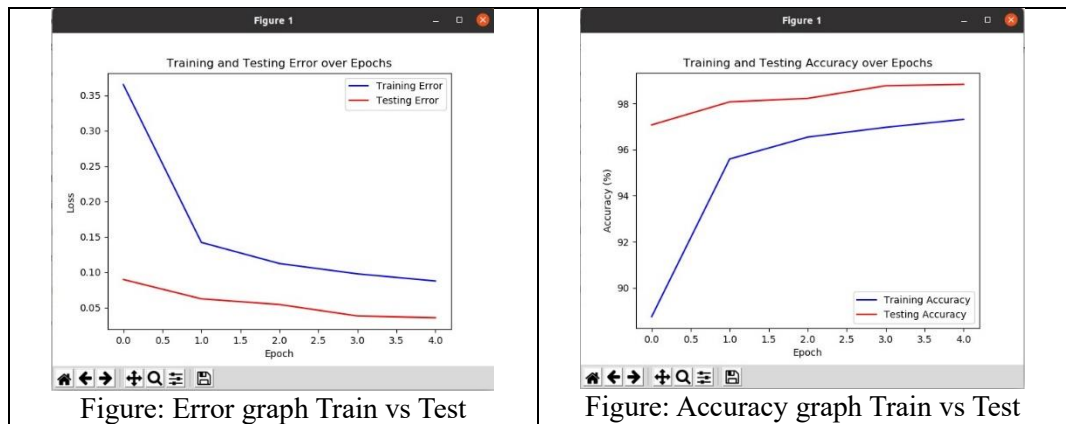 Figure 1
Training and Testing Error over Epochs
Training Error
Testing Error
0.35
0.30
0.25
0.20
0.15
0.10
0.05
Loss
0.0 0.5 1.0 1.5 2.0 2.5 3.0 3.5 4.0
Epoch
Figure: Error graph Train vs Test
Figure 1
Training and Testing Accuracy over Epochs
98
96
94
92
90
Accuracy (%)
Training Accuracy
Testing Accuracy
0.0 0.5 1.0 1.5 2.0 2.5 3.0 3.5 4.0
Epoch
Figure: Accuracy graph Train vs Test